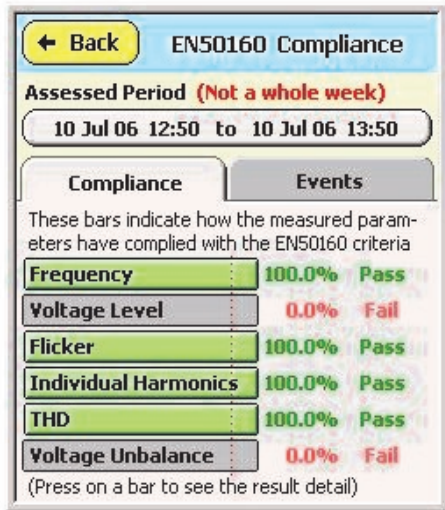 Back EN50160 Compliance
Assessed Period (Not a whole week)
10 Jul 06 12:50 to 10 Jul 06 13:50
Compliance Events
These bars indicate how the measured param-
eters have complied with the EN50160 criteria
Frequency 100.0% Pass
Voltage Level 0.0% Fail
Flicker 100.0% Pass
Individual Harmonics 100.0% Pass
THD 100.0% Pass
Voltage Unbalance 0.0% Fail
(Press on a bar to see the result detail)